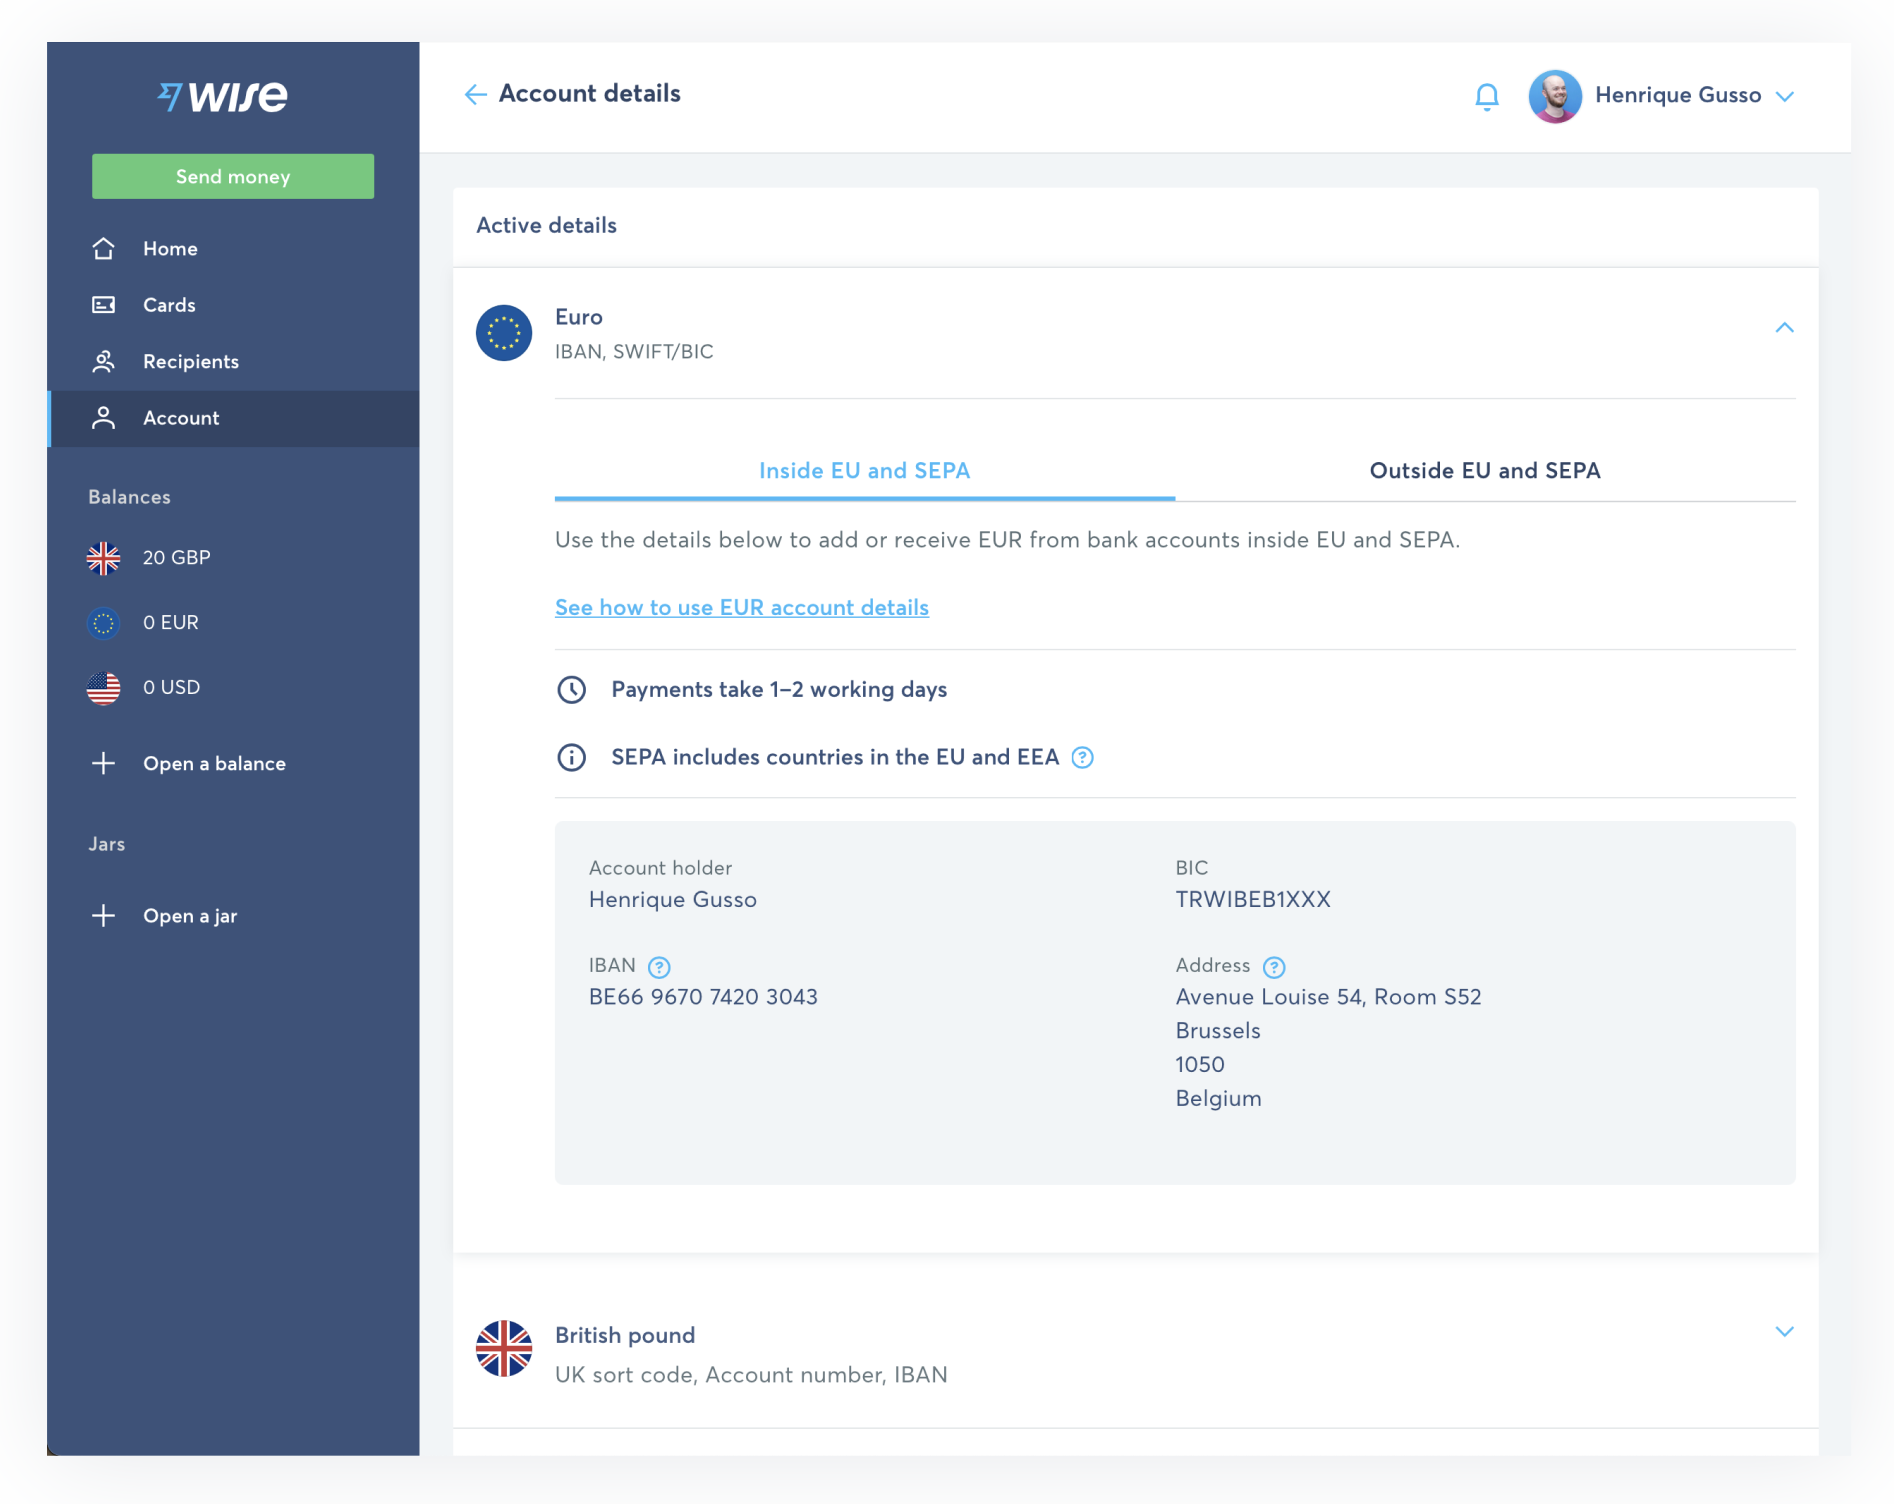 wise
Send money
Home
Cards
Recipients
Account
Balances
20 GBP
0 EUR
0 USD
Open a balance
Jars
Open a jar
Account details
Henrique Gusso
Active details
Euro
IBAN, SWIFT/BIC
Inside EU and SEPA
Outside EU and SEPA
Use the details below to add or receive EUR from bank accounts inside EU and SEPA.
See how to use EUR account details
Payments take 1–2 working days
SEPA includes countries in the EU and EEA ?
Account holder
Henrique Gusso
BIC
TRWIBEB1XXX
IBAN ?
BE66 9670 7420 3043
Address ?
Avenue Louise 54, Room S52
Brussels
1050
Belgium
British pound
UK sort code, Account number, IBAN